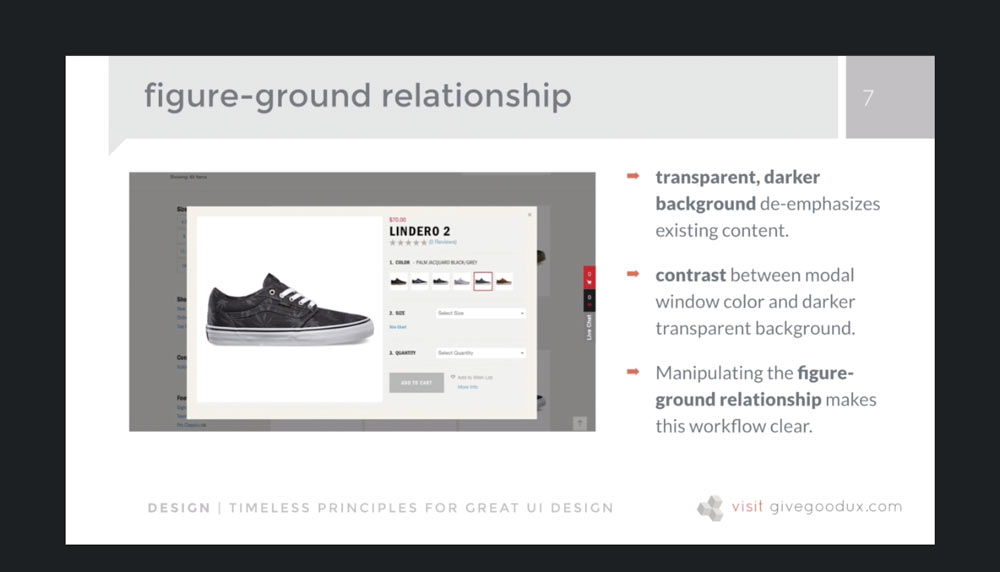 figure-ground relationship
7
Showing: 60 Items
$70.00
LINDERO 2
(0 Reviews)
1. COLOR - PALM JACQUARD BLACK/GREY
2. SIZE
Select Size
Size Chart
3. QUANTITY
Select Quantity
ADD TO CART
Add to Wish List
More Info
Live Chat
transparent, darker
background de-emphasizes
existing content.
contrast between modal
window color and darker
transparent background.
Manipulating the figure-
ground relationship makes
this workflow clear.
DESIGN | TIMELESS PRINCIPLES FOR GREAT UI DESIGN
visit givegoodux.com